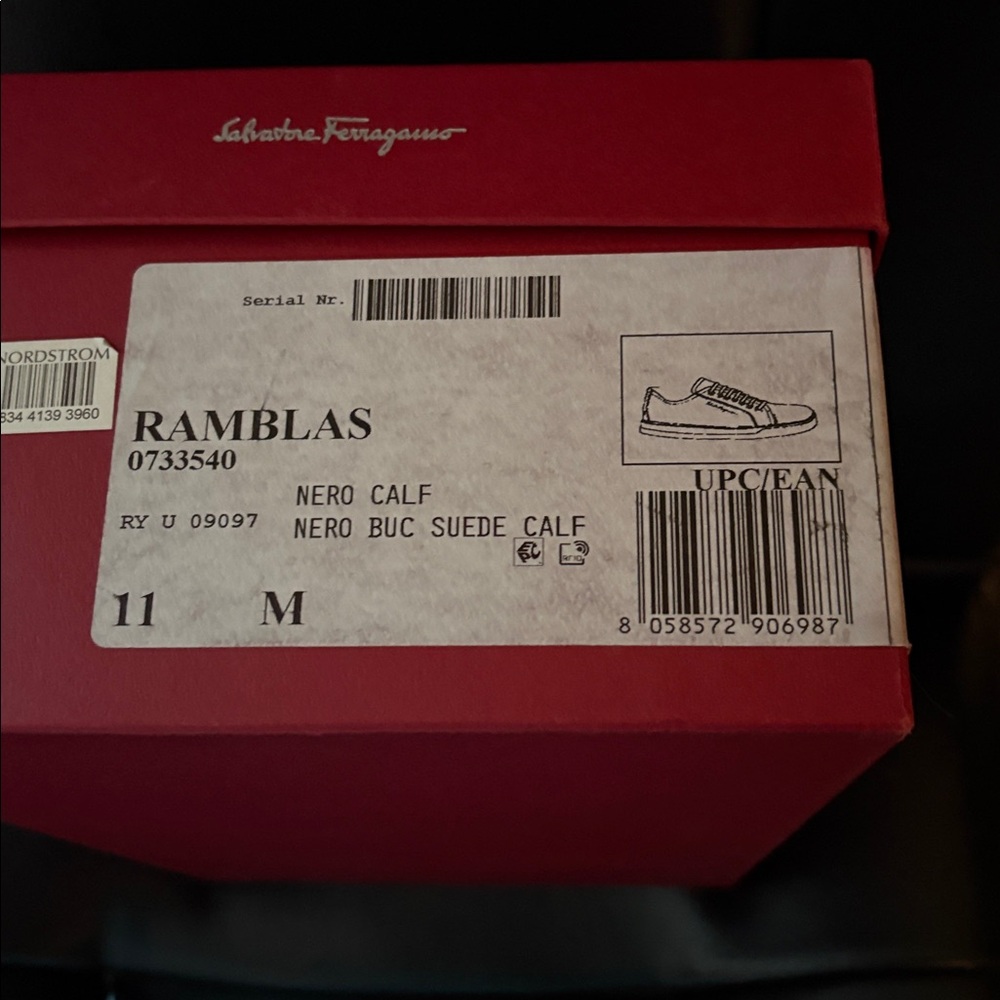 Salvatore Ferragamo
Serial Nr.
NORDSTROM
834 4139 3960
RAMBLAS
0733540
NERO CALF
RY U 09097
NERO BUC SUEDE CALF
11 M
UPC/EAN
8 058572 906987